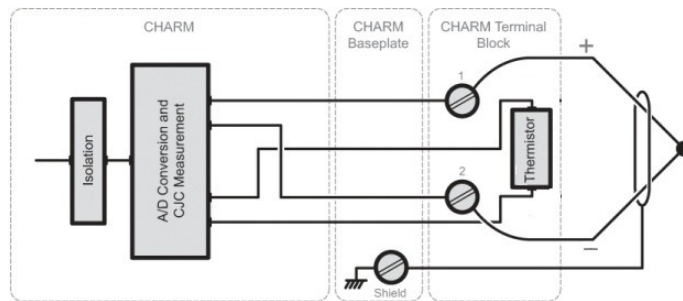 CHARM
CHARM
Baseplate
CHARM Terminal
Block
Isolation
A/D Conversion and
CJC Measurement
1
+
Thermistor
2
−
Shield